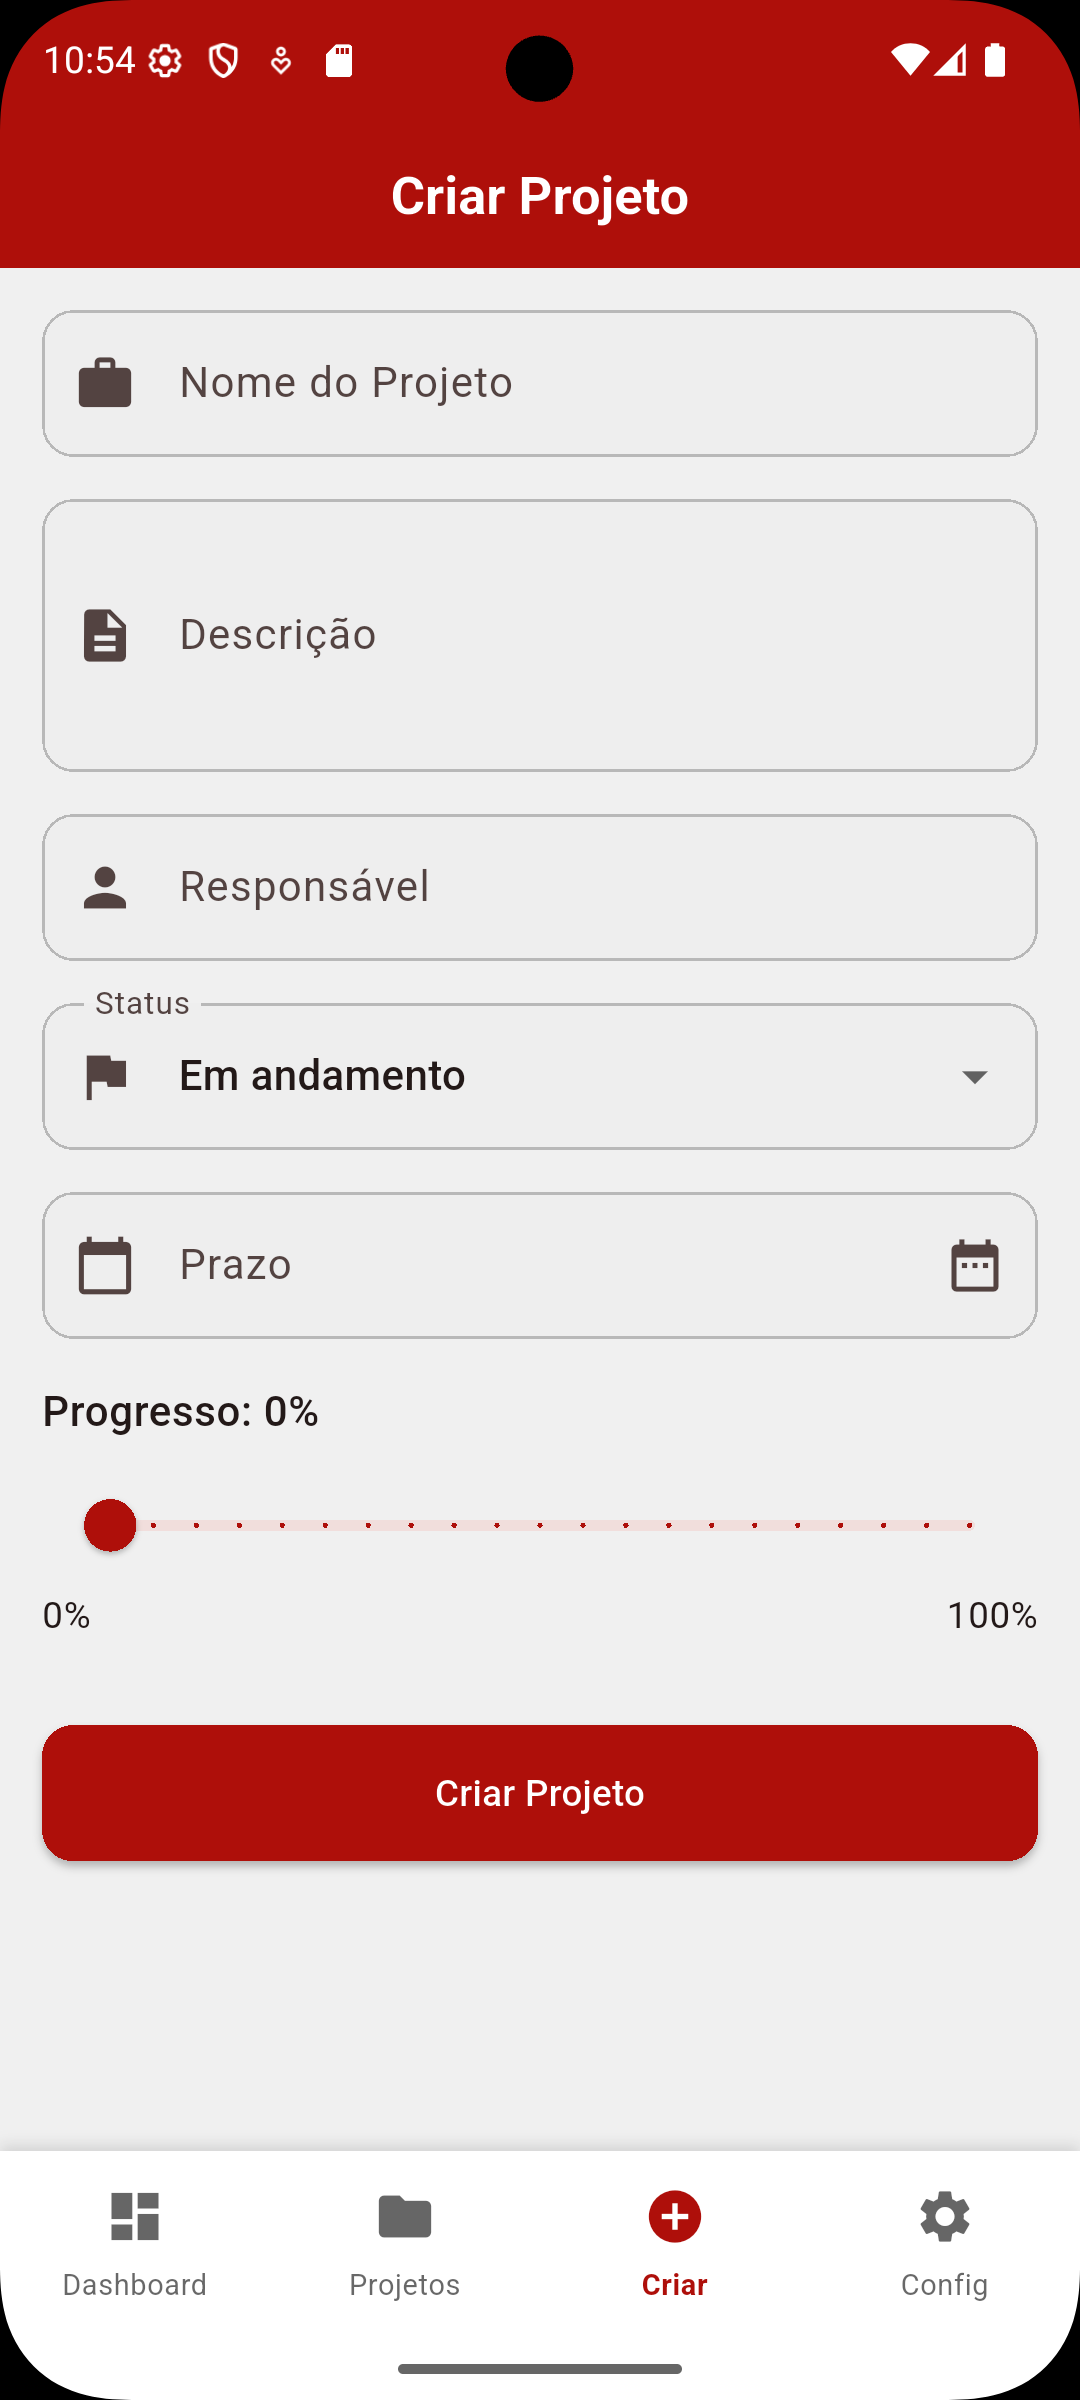 10:54
Criar Projeto
Nome do Projeto
Descrição
Responsável
Status
Em andamento
Prazo
Progresso: 0%
0%
100%
Criar Projeto
Dashboard
Projetos
Criar
Config